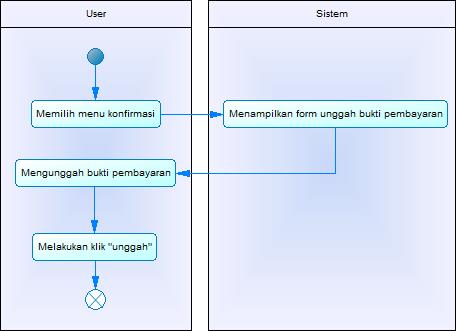 User
Sistem
Memilih menu konfirmasi
Menampilkan form unggah bukti pembayaran
Mengunggah bukti pembayaran
Melakukan klik "unggah"